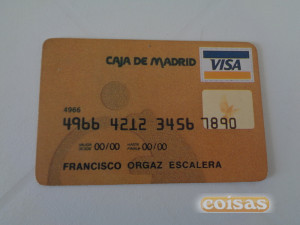 CAJA DE MADRID
VISA
4966
4966 4212 3456 7890
00/00 00/00
FRANCISCO ORGAZ ESCALERA
coisas